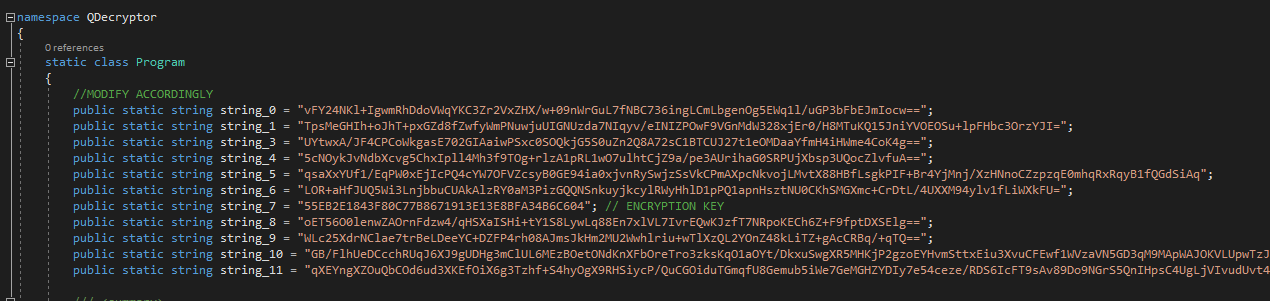 namespace QDecryptor
{
0 references
static class Program
{
//MODIFY ACCORDINGLY
public static string string_0 = "vFY24NKl+IgwmRhDdoVWqYKC3Zr2VxZHX/w+09nWrGuL7fNBC736ingLCmLbgenOg5EWq1l/uGP3bFbEJmIocw==";
public static string string_1 = "TpsMeGHIh+oJhT+pxGZd8fZwfyWmPNuwjuUIGNUzda7NIqyv/eINIZPOwF9VGnMdW328xjEr0/H8MTuKQ15JniYVOEOSu+lpFHbc3OrzYJI=";
public static string string_3 = "UYtwxA/JF4CPCoWkgasE702GIAaiwPSxc0SOQkjG5S0uZn2Q8A72sC1BTCUJ27t1eOMDaaYfmH4iHWme4CoK4g==";
public static string string_4 = "5cNOykJvNdbXcvg5ChxIpll4Mh3f9TOg+rlzA1pRL1wO7ulhtCjZ9a/pe3AUrihaG0SRPUjXbsp3UQocZlvfuA==";
public static string string_5 = "qsaXxYUf1/EqPW0xEjIcPQ4cYW7OFVZcsyB0GE94ia0xjvnRySwjzSsVkCPmAXpcNkvojLMvtX88HBfLsgkPIF+Br4YjMnj/XzHNnoCZzpzqE0mhqRxRqyB1fQGdSiAq";
public static string string_6 = "LOR+aHfJUQ5Wi3LnjbbuCUAkAlzRY0aM3PizGQQNSnkuyjkcylRWyHhlD1pPQ1apnHsztNU0CKhSMGXmc+CrDtL/4UXXM94ylv1fLiWXkFU=";
public static string string_7 = "55EB2E1843F80C77B8671913E13E8BFA34B6C604"; // ENCRYPTION KEY
public static string string_8 = "oET56O0lenwZAOrnFdzw4/qHSXaISHi+tY1S8LywLq88En7xlVL7IvrEQwKJzfT7NRpoKECh6Z+F9fptDXSElg==";
public static string string_9 = "WLc25XdrNClae7trBeLDeeYC+DZFP4rh08AJmsJkHm2MU2Wwhlriu+wTlXzQL2YOnZ48kLiTZ+gAcCRBq/+qTQ==";
public static string string_10 = "GB/FlhUeDCcchRUqJ6XJ9gUDHg3mClUL6MEzBOetONdKnXFbOreTro3zksKqO1aOYt/DkxuSwgXR5MHKjP2gzoEYHvmSttxEiu3XvuCFEwf1WVzaVN5GD3qM9MApWAJOKVLUpwTzJ
public static string string_11 = "qXEYngXZOuQbCOd6ud3XKEfOiX6g3Tzhf+S4hyOgX9RHSiycP/QuCGOiduTGmqfU8Gemub5iWe7GeMGHZYDIy7e54ceze/RDS6IcFT9sAv89Do9NGrS5QnIHpsC4UgLjVIvudUvt4